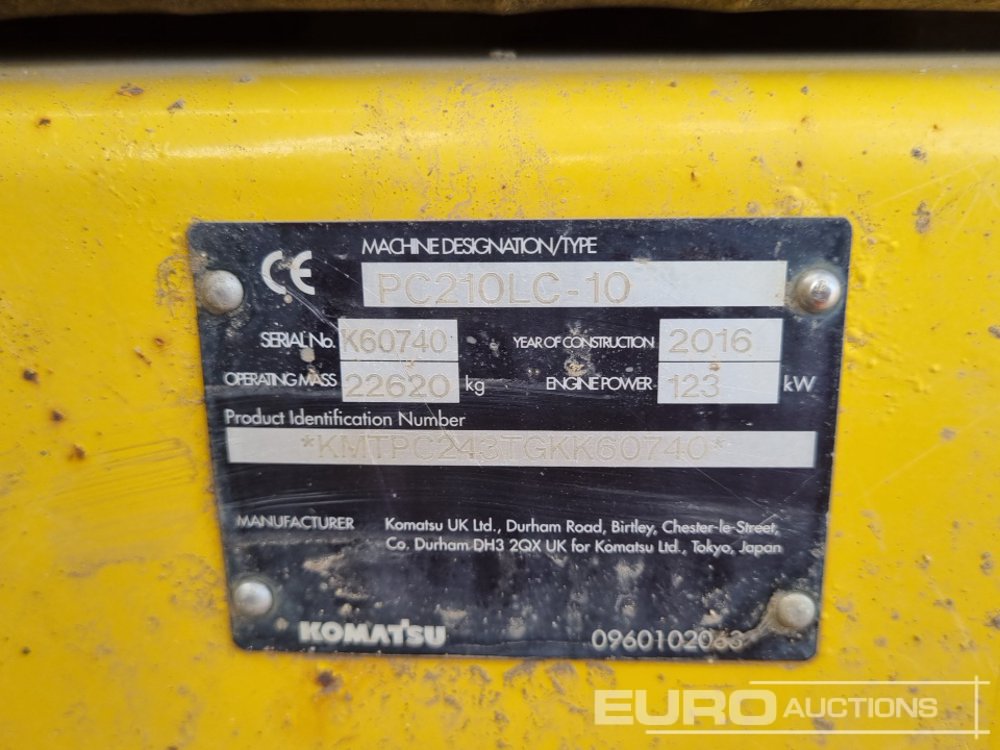 CE
MACHINE DESIGNATION/TYPE
PC210LC-10
SERIAL No. K60740 YEAR OF CONSTRUCTION 2016
OPERATING MASS 22620 kg ENGINE POWER 123 kW
Product Identification Number
*KMTPC243TGKK60740*
MANUFACTURER Komatsu UK Ltd., Durham Road, Birtley, Chester-le-Street,
Co. Durham DH3 2QX UK for Komatsu Ltd., Tokyo, Japan
KOMATSU 0960102063
EURO AUCTIONS